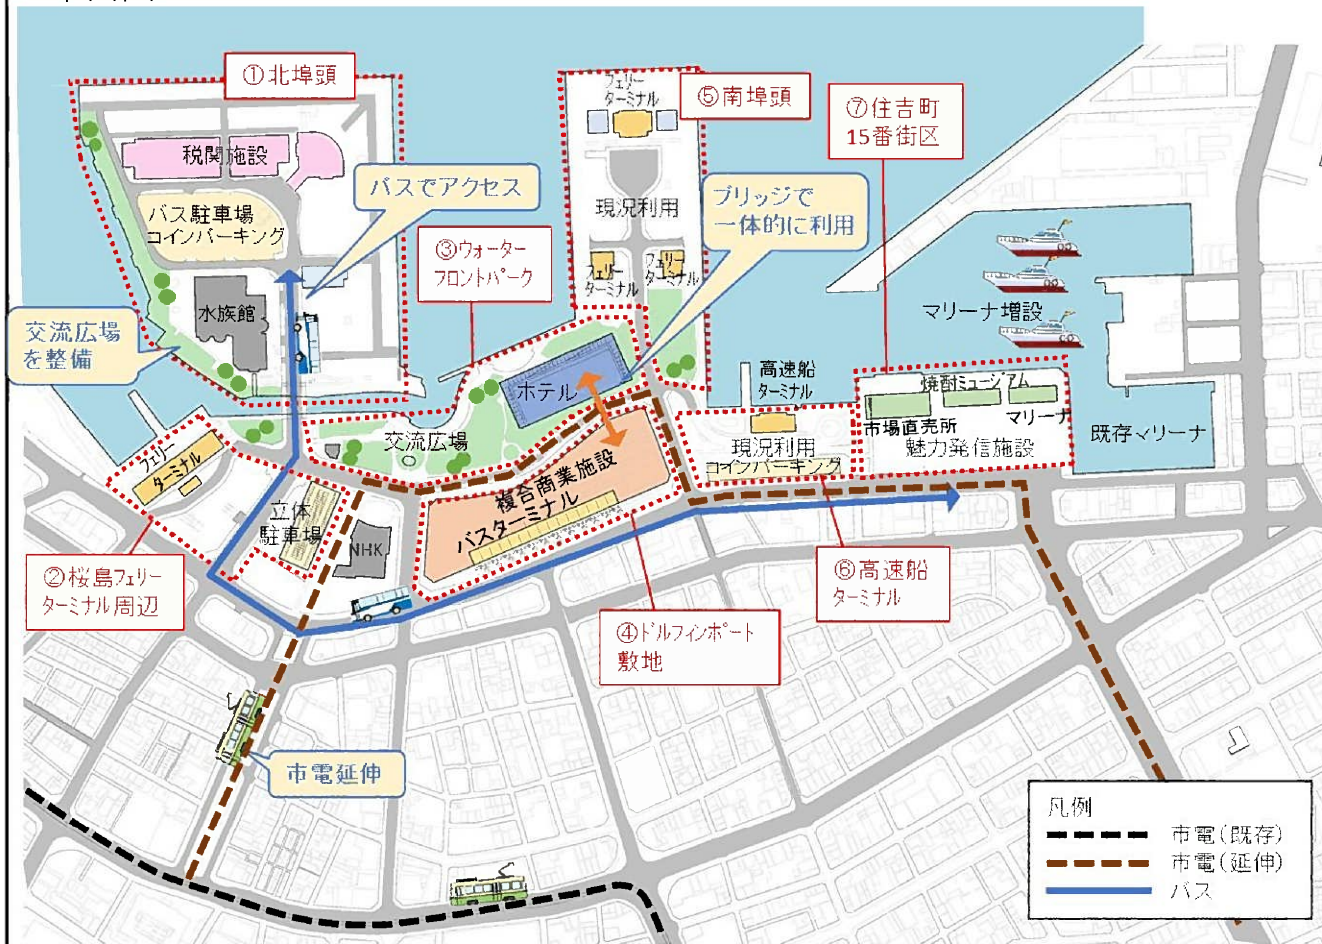 ①北埠頭
税関施設
バス駐車場
コインパーキング
バスでアクセス
水族館
交流広場
を整備
③ウォーター
フロントパーク
フェリー
ターミナル
⑤南埠頭
現況利用
フェリー
ターミナル
フェリー
ターミナル
ブリッジで
一体的に利用
⑦住吉町
15番街区
マリーナ増設
ホテル
交流広場
高速船
ターミナル
現況利用
コインパーキング
焼酎ミュージアム
市場直売所
マリーナ
魅力発信施設
既存マリーナ
フェリー
ターミナル
立体
駐車場
NHK
複合商業施設
バスターミナル
②桜島フェリー
ターミナル周辺
④ドルフィンポート
敷地
⑥高速船
ターミナル
市電延伸
凡例
市電(既存)
市電(延伸)
バス